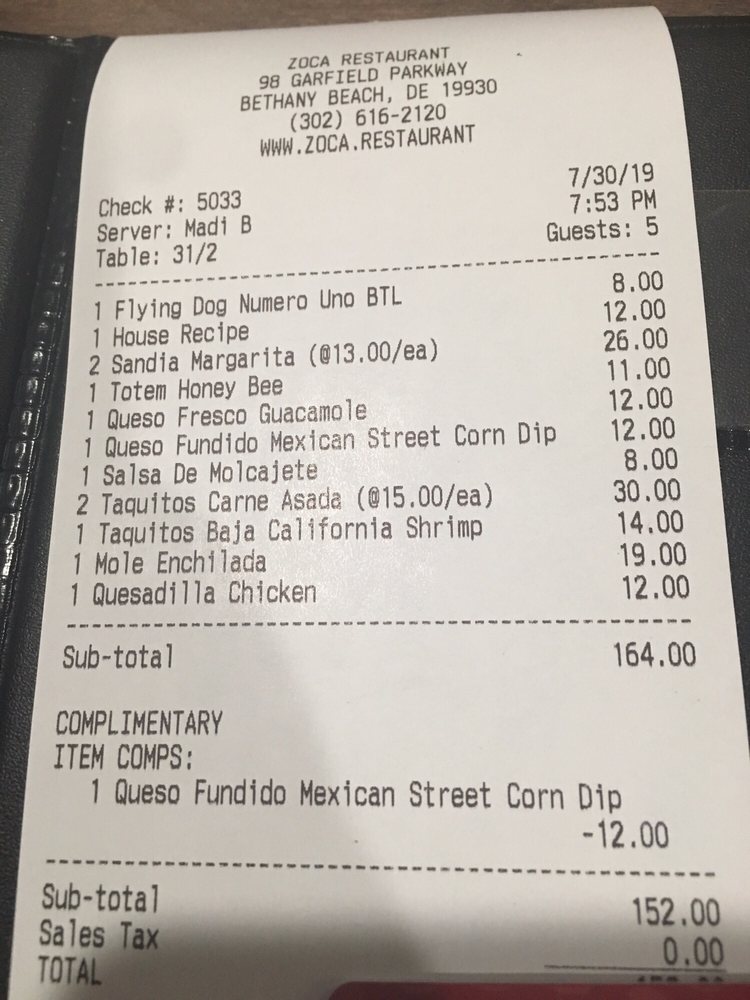 ZOCA RESTAURANT
98 GARFIELD PARKWAY
BETHANY BEACH, DE 19930
(302) 616-2120
WWW.ZOCA.RESTAURANT
Check #: 5033 7/30/19
Server: Madi B 7:53 PM
Table: 31/2 Guests: 5
1 Flying Dog Numero Uno BTL 8.00
1 House Recipe 12.00
2 Sandia Margarita (@13.00/ea) 26.00
1 Totem Honey Bee 11.00
1 Queso Fresco Guacamole 12.00
1 Queso Fundido Mexican Street Corn Dip 12.00
1 Salsa De Molcajete 8.00
2 Taquitos Carne Asada (@15.00/ea) 30.00
1 Taquitos Baja California Shrimp 14.00
1 Mole Enchilada 19.00
1 Quesadilla Chicken 12.00
Sub-total 164.00
COMPLIMENTARY
ITEM COMPS:
1 Queso Fundido Mexican Street Corn Dip
-12.00
Sub-total 152.00
Sales Tax 0.00
TOTAL